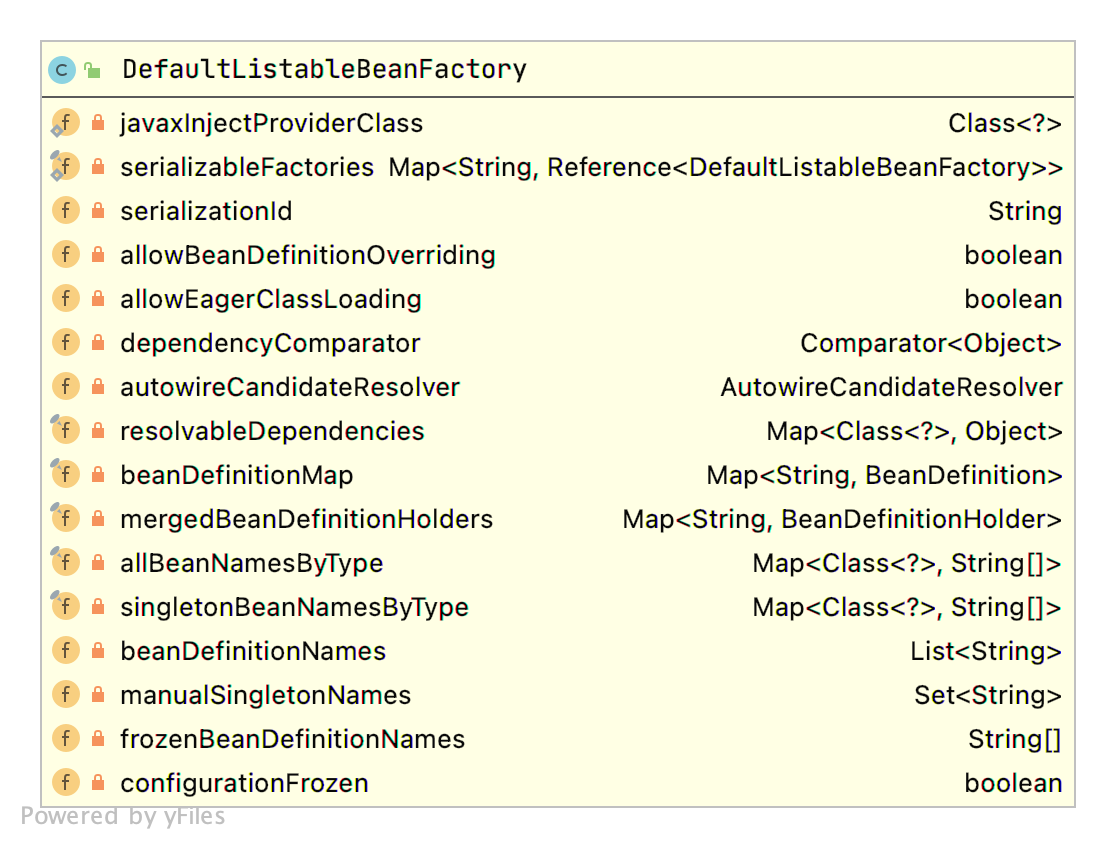 DefaultListableBeanFactory
javaxInjectProviderClass Class<?>
serializableFactories Map<String, Reference<DefaultListableBeanFactory>>
serializationId String
allowBeanDefinitionOverriding boolean
allowEagerClassLoading boolean
dependencyComparator Comparator<Object>
autowireCandidateResolver AutowireCandidateResolver
resolvableDependencies Map<Class<?>, Object>
beanDefinitionMap Map<String, BeanDefinition>
mergedBeanDefinitionHolders Map<String, BeanDefinitionHolder>
allBeanNamesByType Map<Class<?>, String[]>
singletonBeanNamesByType Map<Class<?>, String[]>
beanDefinitionNames List<String>
manualSingletonNames Set<String>
frozenBeanDefinitionNames String[]
configurationFrozen boolean
Powered by yFiles